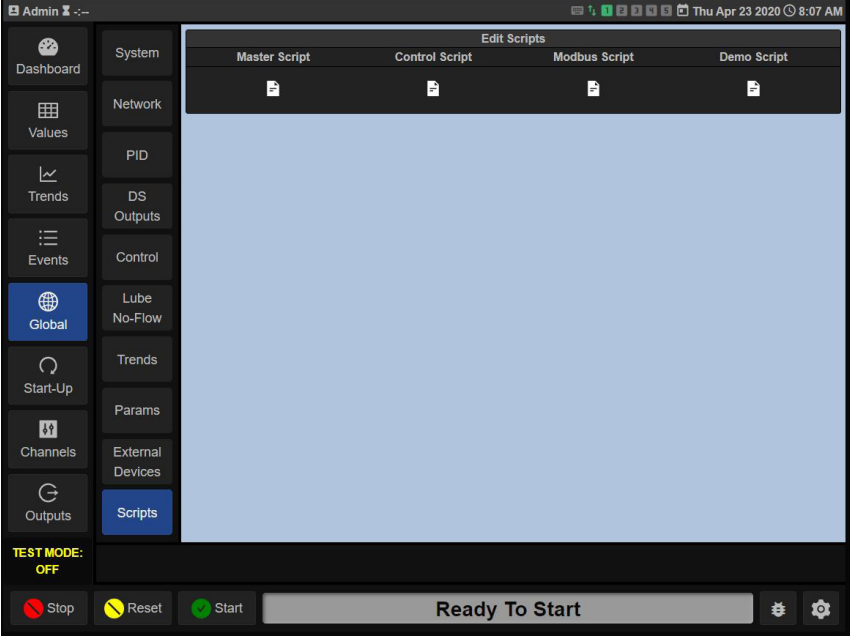 Admin -:--
1 2 3 4 5 Thu Apr 23 2020 8:07 AM
Dashboard
Values
Trends
Events
Global
Start-Up
Channels
Outputs
TEST MODE:
OFF
System
Network
PID
DS
Outputs
Control
Lube
No-Flow
Trends
Params
External
Devices
Scripts
Edit Scripts
Master Script Control Script Modbus Script Demo Script
Stop Reset Start Ready To Start